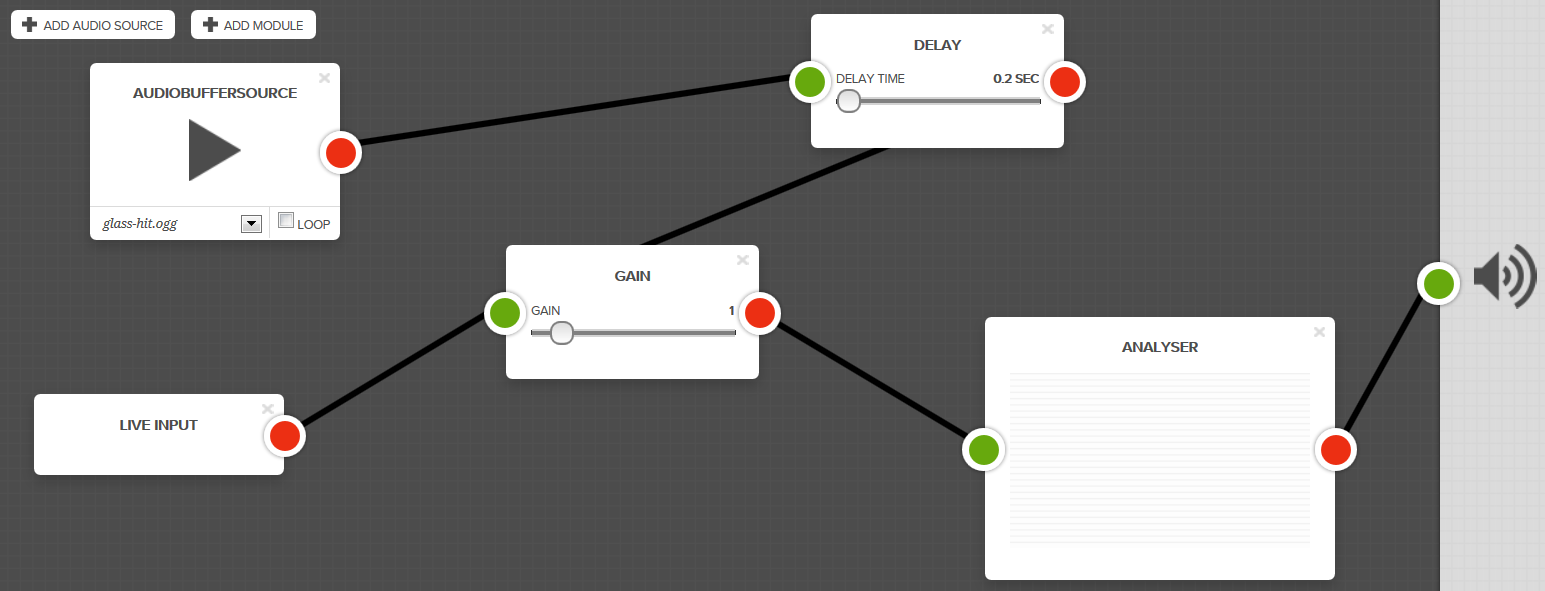 ADD AUDIO SOURCE
ADD MODULE
AUDIOBUFFERSOURCE
glass-hit.ogg
LOOP
DELAY
DELAY TIME 0.2 SEC
GAIN
GAIN 1
LIVE INPUT
ANALYSER